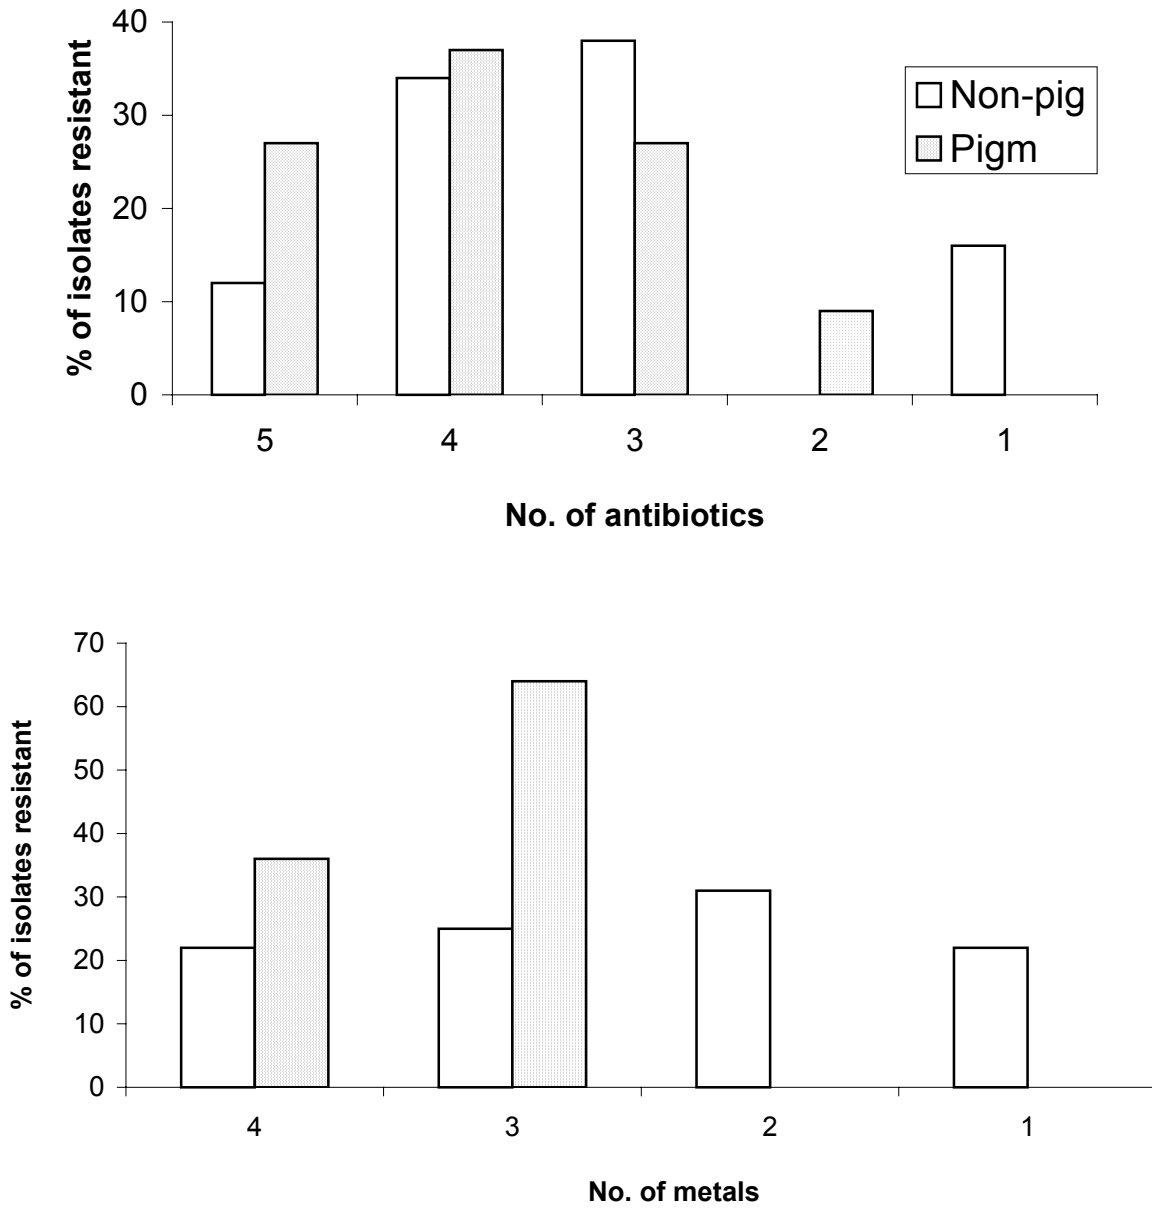 40
30
20
10
0
% of isolates resistant
Non-pig
Pigm
5 4 3 2 1
No. of antibiotics
70
60
50
40
30
20
10
0
% of isolates resistant
4 3 2 1
No. of metals